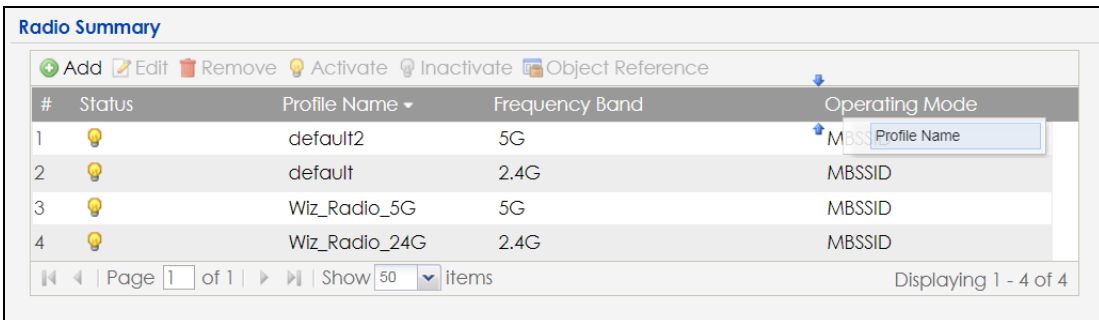 Radio Summary
Add Edit Remove Activate Inactivate Object Reference
# Status Profile Name Frequency Band Operating Mode
1 default2 5G MBSSID Profile Name
2 default 2.4G MBSSID
3 Wiz_Radio_5G 5G MBSSID
4 Wiz_Radio_24G 2.4G MBSSID
Page 1 of 1 Show 50 items Displaying 1 - 4 of 4